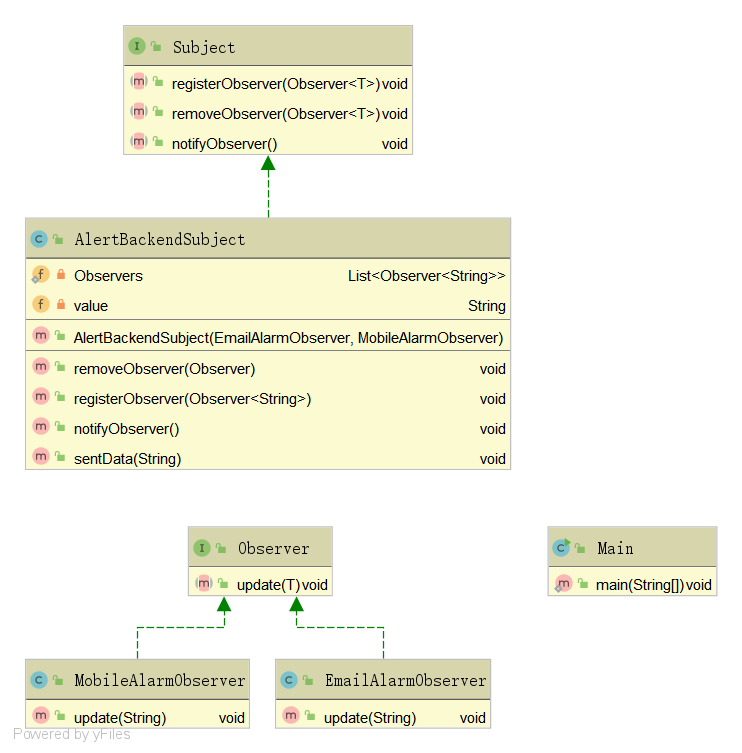 I Subject
m registerObserver(Observer<T>) void
m removeObserver(Observer<T>) void
m notifyObserver() void
C AlertBackendSubject
f Observers List<Observer<String>>
f value String
m AlertBackendSubject(EmailAlarmObserver, MobileAlarmObserver)
m removeObserver(Observer) void
m registerObserver(Observer<String>) void
m notifyObserver() void
m sentData(String) void
I Observer
m update(T) void
C Main
m main(String[]) void
C MobileAlarmObserver
m update(String) void
C EmailAlarmObserver
m update(String) void
Powered by yFiles